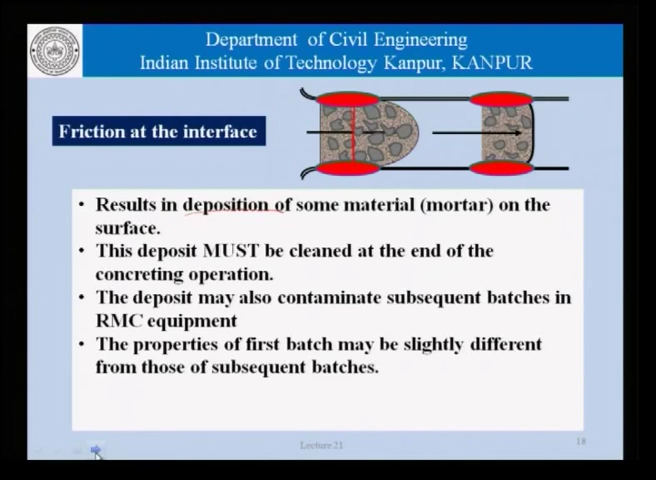 Department of Civil Engineering
Indian Institute of Technology Kanpur, KANPUR
Friction at the interface
• Results in deposition of some material (mortar) on the
surface.
• This deposit MUST be cleaned at the end of the
concreting operation.
• The deposit may also contaminate subsequent batches in
RMC equipment
• The properties of first batch may be slightly different
from those of subsequent batches.
Lecture 21
18